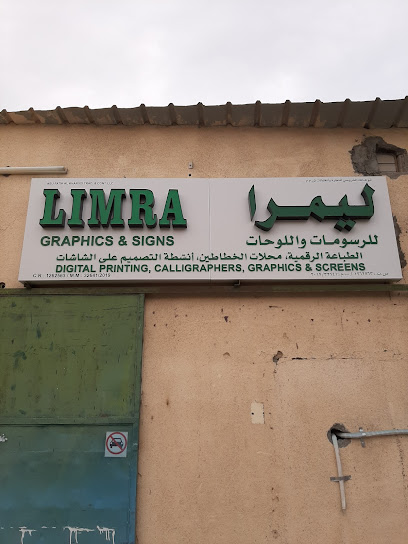 LIMRA
ليمرا
GRAPHICS & SIGNS
للرسومات واللوحات
الطباعة الرقمية، محلات الخطاطين، أنشطة التصميم على الشاشات
DIGITAL PRINTING, CALLIGRAPHERS, GRAPHICS & SCREENS